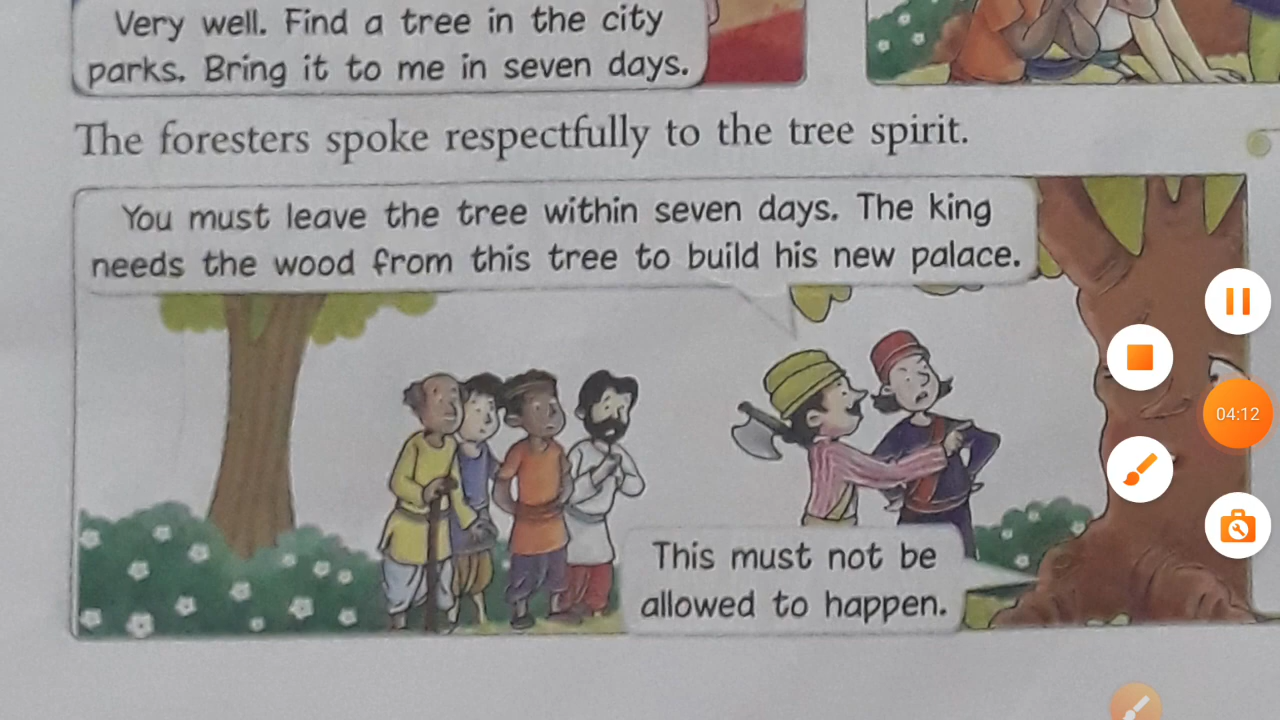 Very well. Find a tree in the city
parks. Bring it to me in seven days.
The foresters spoke respectfully to the tree spirit.
You must leave the tree within seven days. The king
needs the wood from this tree to build his new palace.
04:12
This must not be
allowed to happen.